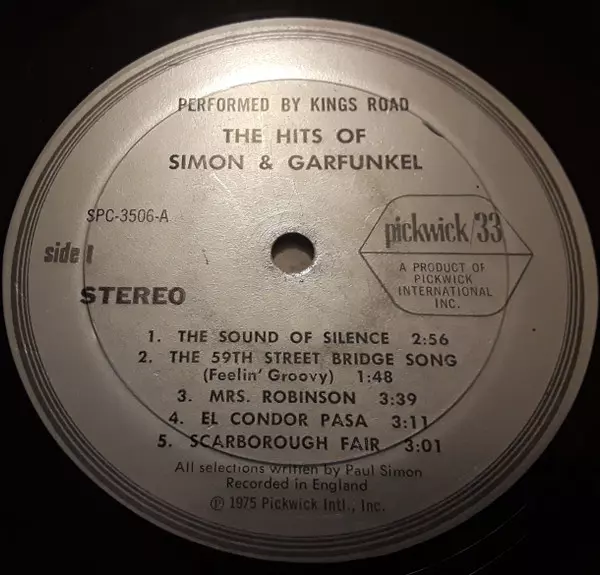 PERFORMED BY KINGS ROAD
THE HITS OF
SIMON & GARFUNKEL
SPC-3506-A
side 1
STEREO
pickwick/33
A PRODUCT OF
PICKWICK
INTERNATIONAL
INC.
1. THE SOUND OF SILENCE 2:56
2. THE 59TH STREET BRIDGE SONG
(Feelin' Groovy) 1:48
3. MRS. ROBINSON 3:39
4. EL CONDOR PASA 3:11
5. SCARBOROUGH FAIR 3:01
All selections written by Paul Simon
Recorded in England
℗ 1975 Pickwick Intl., Inc.